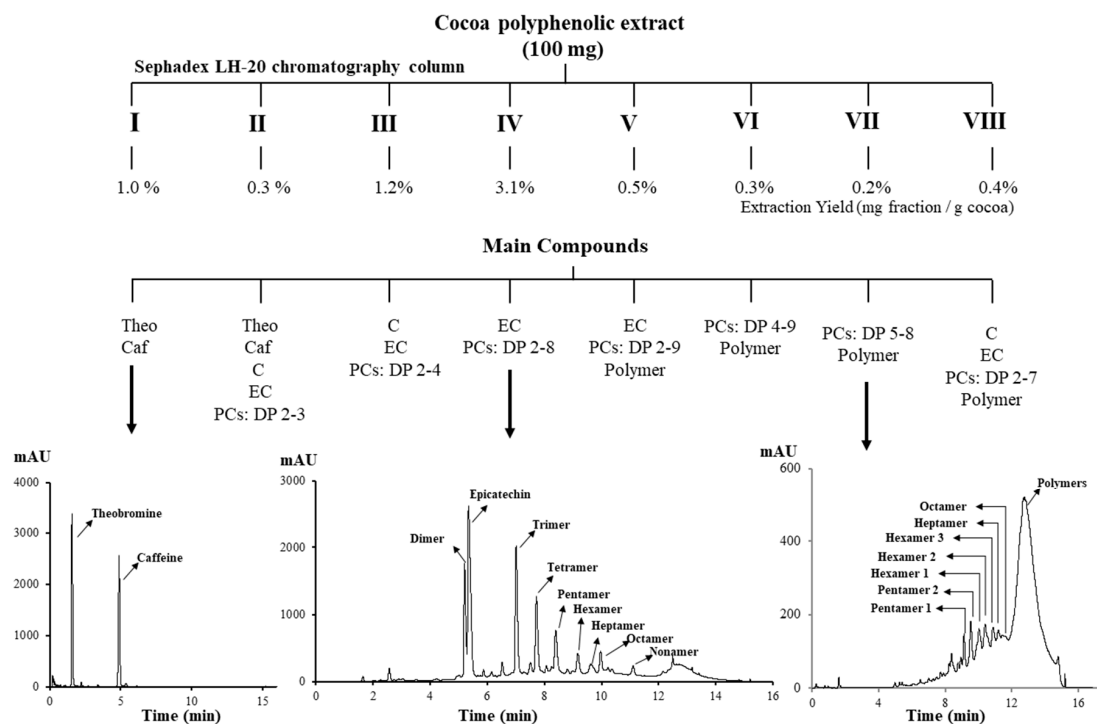 Cocoa polyphenolic extract
(100 mg)
Sephadex LH-20 chromatography column
I II III IV V VI VII VIII
1.0 % 0.3% 1.2% 3.1% 0.5% 0.3% 0.2% 0.4%
Extraction Yield (mg fraction / g cocoa)
Main Compounds
Theo
Caf
Theo
Caf
C
EC
PCs: DP 2-3
C
EC
PCs: DP 2-4
EC
PCs: DP 2-8
EC
PCs: DP 2-9
Polymer
PCs: DP 4-9
Polymer
PCs: DP 5-8
Polymer
C
EC
PCs: DP 2-7
Polymer
mAU
4000
3000
2000
1000
0
Theobromine
Caffeine
0 5 10 15
Time (min)
mAU
3000
2000
1000
0
Epicatechin
Dimer
Trimer
Tetramer
Pentamer
Hexamer
Heptamer
Octamer
Nonamer
0 2 4 6 8 10 12 14 16
Time (min)
mAU
600
400
200
0
Polymers
Octamer
Heptamer
Hexamer 3
Hexamer 2
Hexamer 1
Pentamer 2
Pentamer 1
0 4 8 12 16
Time (min)